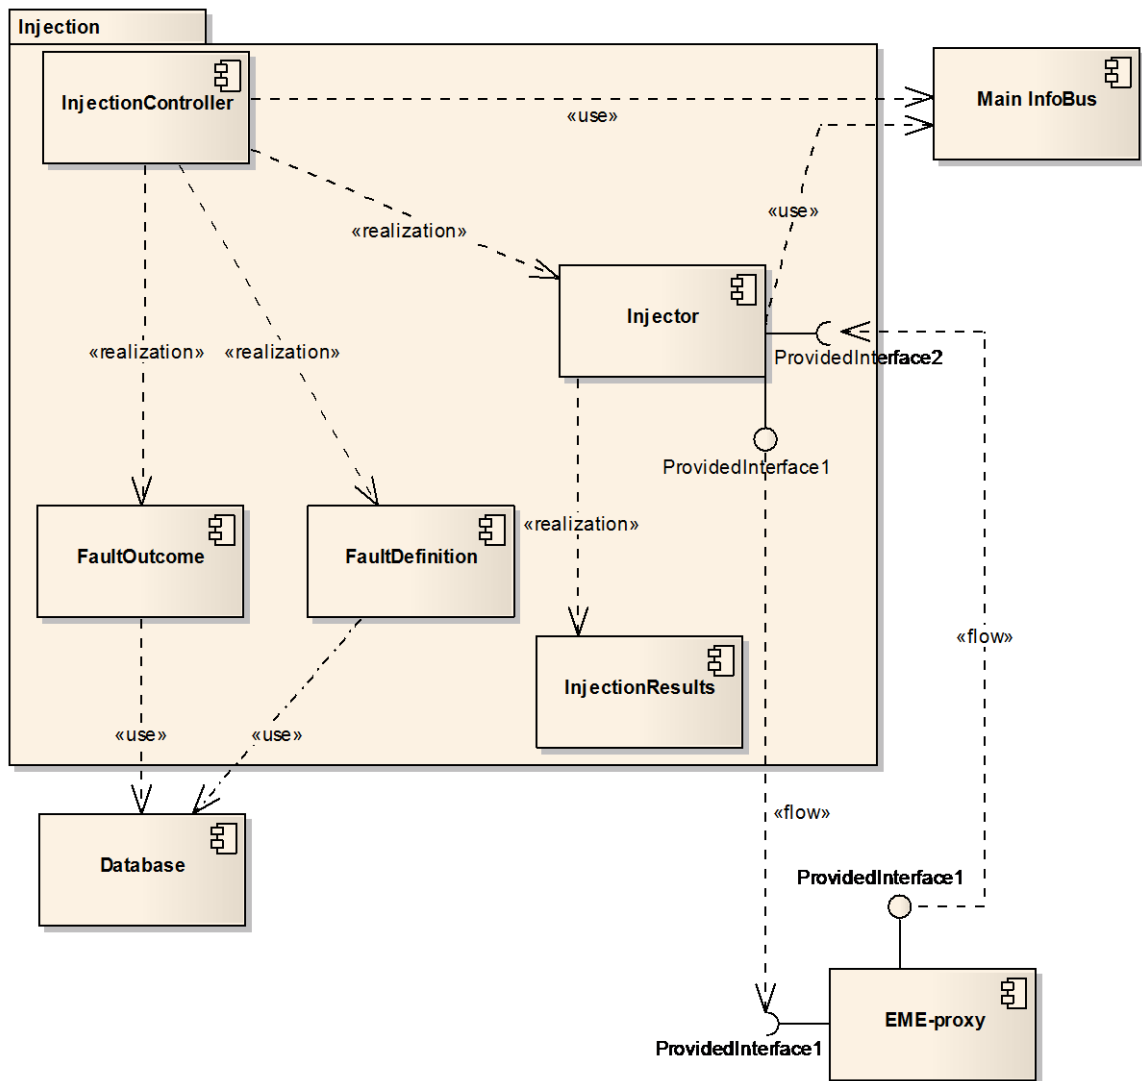 Injection
InjectionController
Main InfoBus
«use»
«use»
«realization»
Injector
«realization»
«realization»
ProvidedInterface2
ProvidedInterface1
«realization»
FaultOutcome
FaultDefinition
«flow»
InjectionResults
«use»
«use»
«flow»
Database
ProvidedInterface1
EME-proxy
ProvidedInterface1